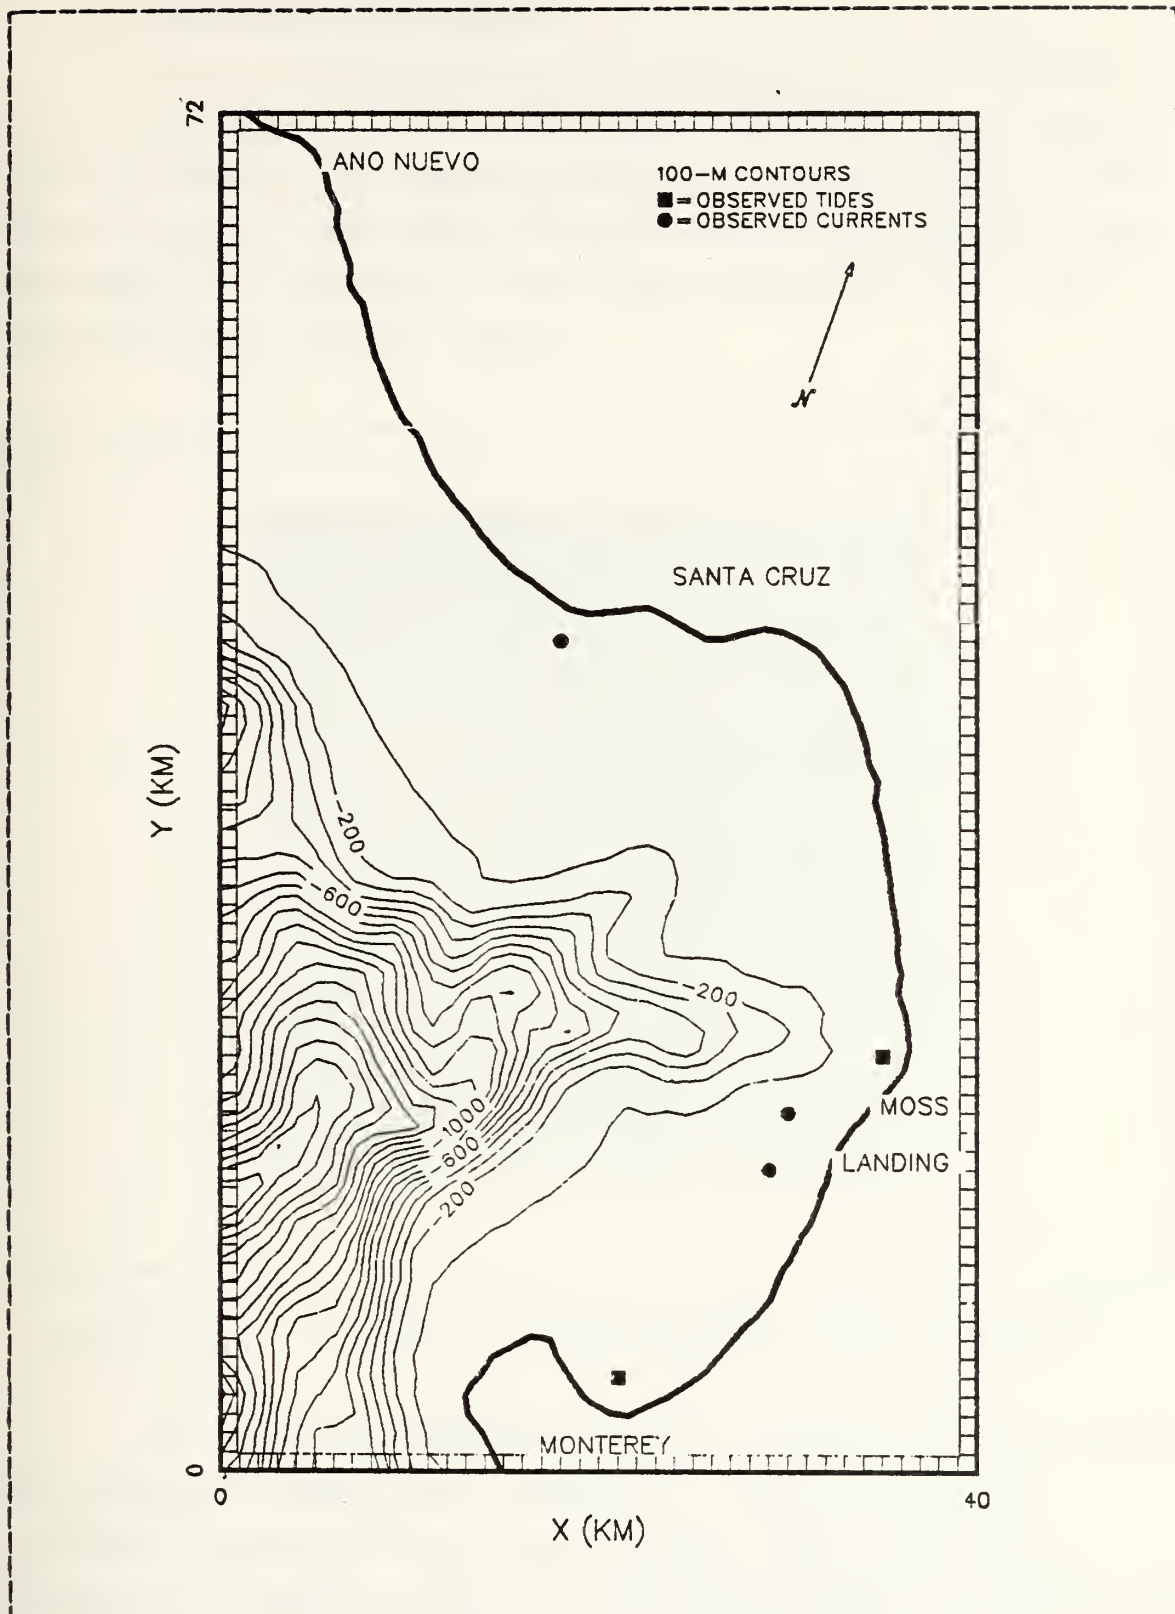 72
ANO NUEVO
100-M CONTOURS
■ = OBSERVED TIDES
● = OBSERVED CURRENTS
N
SANTA CRUZ
Y (KM)
-200
-600
-200
MOSS
-1000
-600
LANDING
-200
MONTEREY
0
0
40
X (KM)